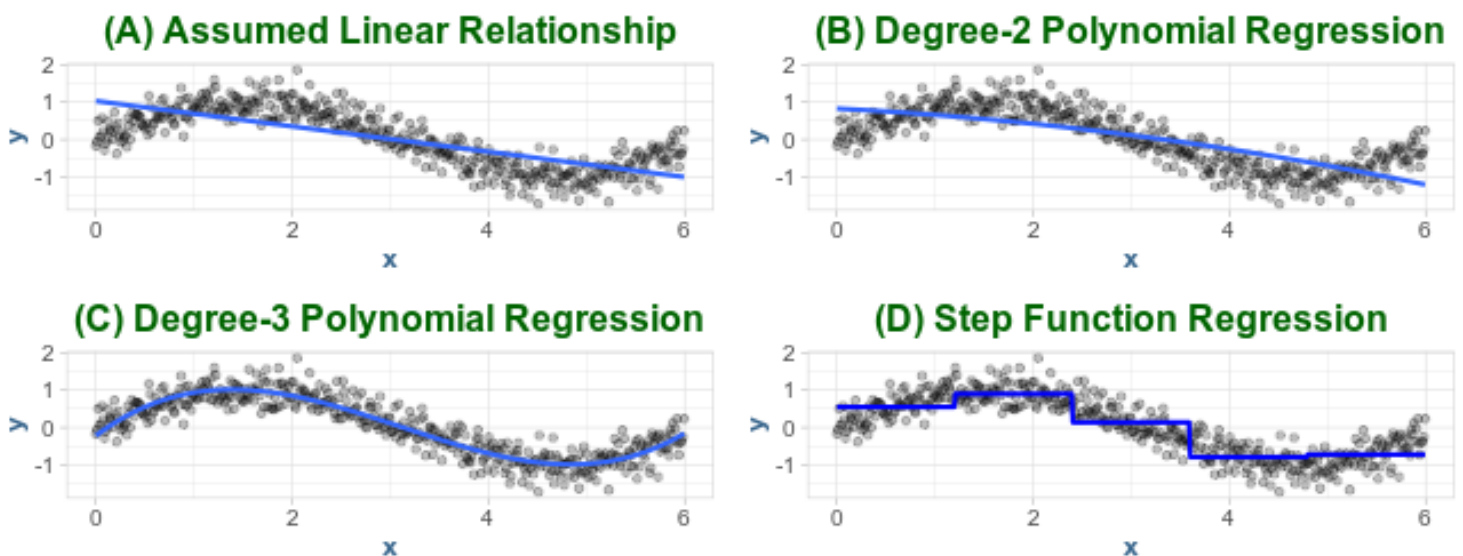 (A) Assumed Linear Relationship
2
1
0
-1
y
0 2 4 6
x
(B) Degree-2 Polynomial Regression
2
1
0
-1
y
0 2 4 6
x
(C) Degree-3 Polynomial Regression
2
1
0
-1
y
0 2 4 6
x
(D) Step Function Regression
2
1
0
-1
y
0 2 4 6
x